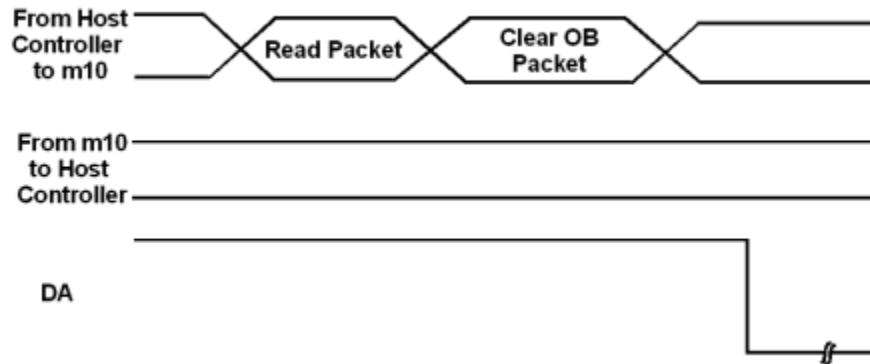 From Host
Controller
to m10
Read Packet
Clear OB
Packet
From m10
to Host
Controller
DA